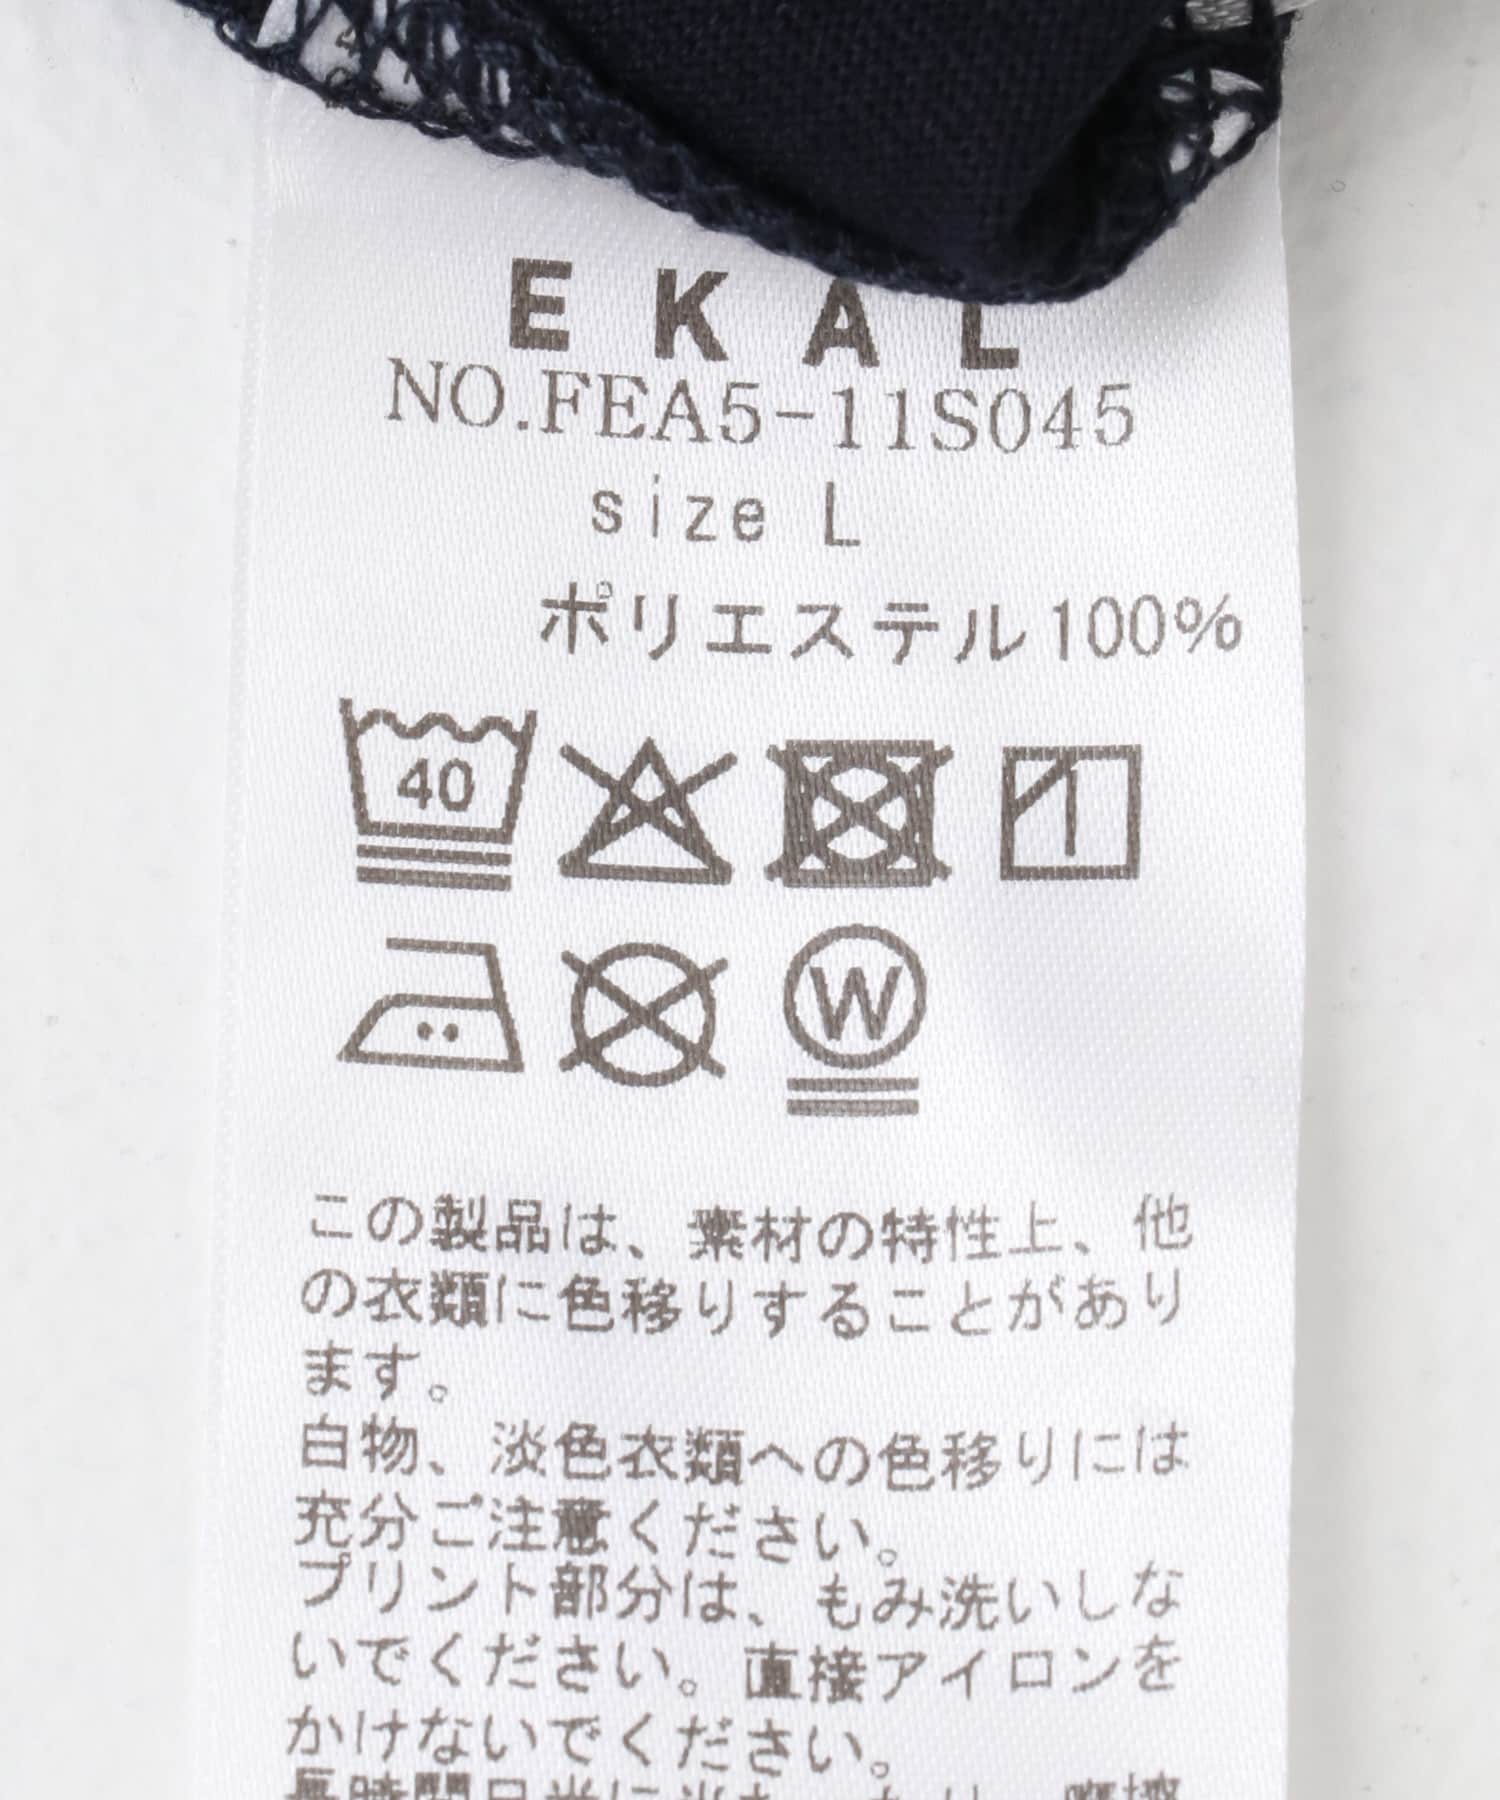 EKAL
NO.FEA5-11S045
size L
ポリエステル100%
40
W
この製品は、素材の特性上、他
の衣類に色移りすることがあり
ます。
白物、淡色衣類への色移りには
充分ご注意ください。
プリント部分は、もみ洗いしな
いでください。直接アイロンを
かけないでください。